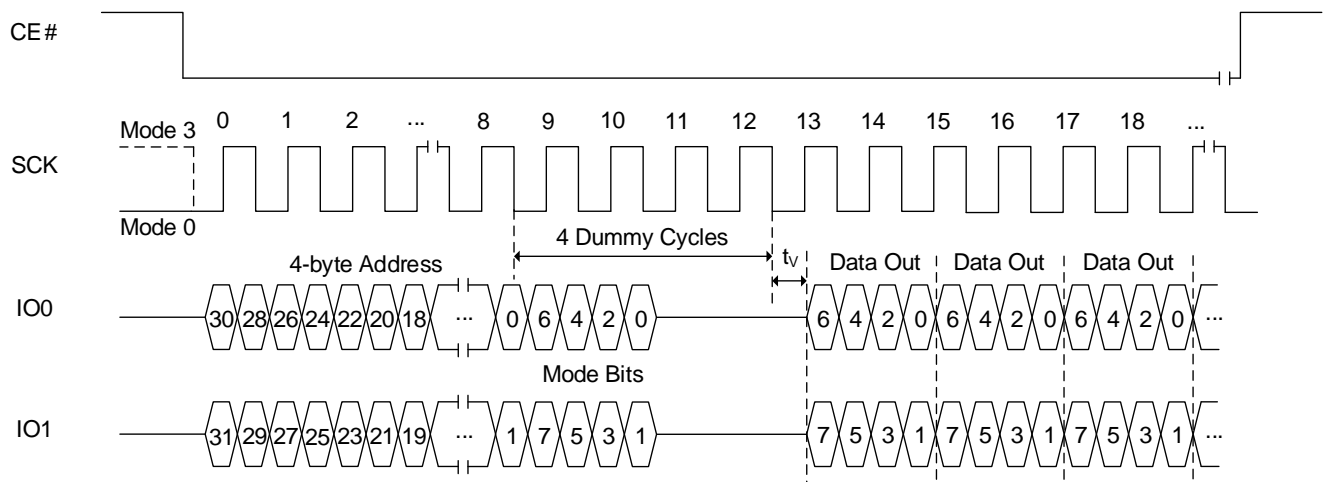 CE#
0 1 2 ... 8 9 10 11 12 13 14 15 16 17 18 ...
Mode 3
SCK
Mode 0
4 Dummy Cycles
4-byte Address tV Data Out Data Out Data Out
IO0 30 28 26 24 22 20 18 ... 0 6 4 2 0 6 4 2 0 6 4 2 0 6 4 2 0 ...
Mode Bits
IO1 31 29 27 25 23 21 19 ... 1 7 5 3 1 7 5 3 1 7 5 3 1 7 5 3 1 ...